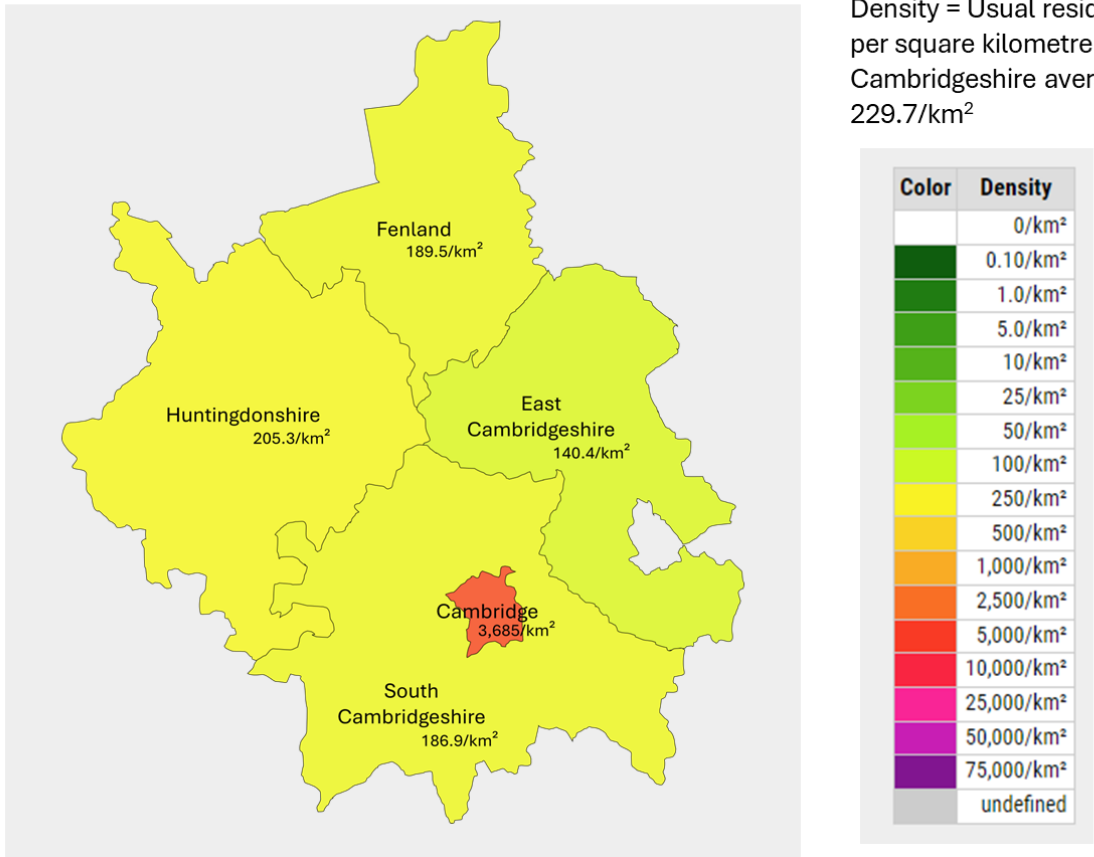 Density = Usual
per square kilometre
Cambridgeshire
229.7/km²
Fenland
189.5/km²
Huntingdonshire
205.3/km²
East
Cambridgeshire
140.4/km²
Cambridge
3,685/km²
South
Cambridgeshire
186.9/km²
Color Density
0/km²
0.10/km²
1.0/km²
5.0/km²
10/km²
25/km²
50/km²
100/km²
250/km²
500/km²
1,000/km²
2,500/km²
5,000/km²
10,000/km²
25,000/km²
50,000/km²
75,000/km²
undefined